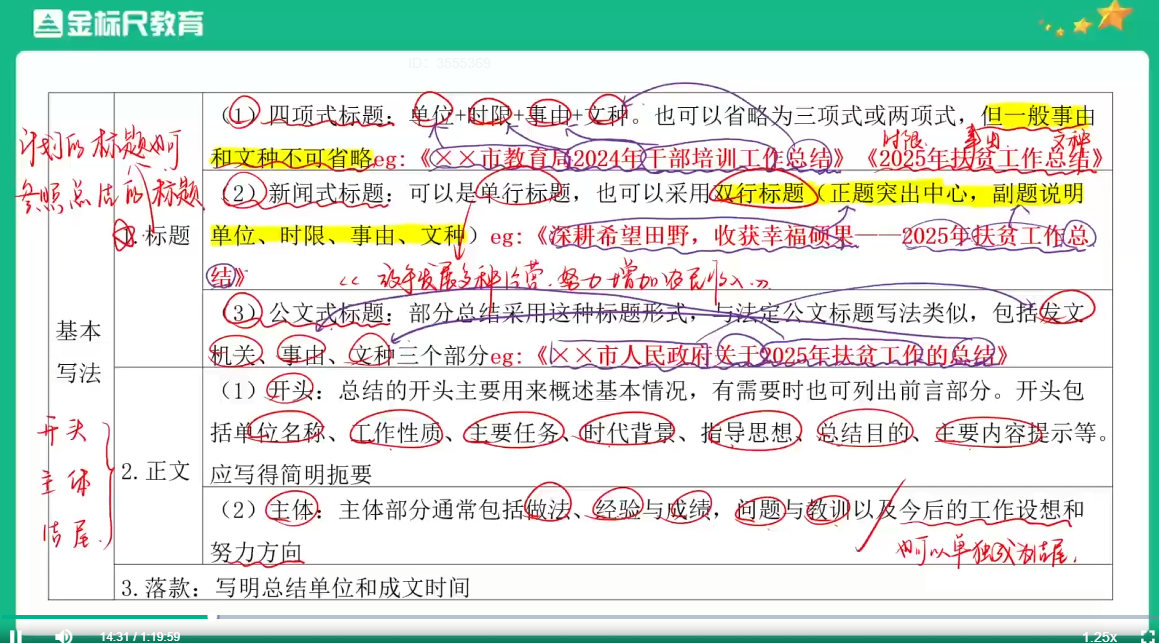 金标尺教育
ID: 3555369
（1）四项式标题：单位+时限+事由+文种。也可以省略为三项式或两项式，但一般事由
时限 事由 文种
和文种不可省略eg:《××市教育局2024年干部培训工作总结》《2025年扶贫工作总结》
计划的标题如何
参照总结的标题
1.标题
（2）新闻式标题：可以是单行标题，也可以采用双行标题（正题突出中心，副题说明
单位、时限、事由、文种）eg:《深耕希望田野，收获幸福硕果——2025年扶贫工作总
结》
发展多种经营，努力增加农民收入
（3）公文式标题：部分总结采用这种标题形式，与法定公文标题写法类似，包括发文
机关、事由、文种三个部分eg:《××市人民政府关于2025年扶贫工作的总结》
基本
写法
开头
主体
结尾
2.正文
（1）开头：总结的开头主要用来概述基本情况，有需要时也可列出前言部分。开头包
括单位名称、工作性质、主要任务、时代背景、指导思想、总结目的、主要内容提示等。
应写得简明扼要
（2）主体：主体部分通常包括做法、经验与成绩，问题与教训以及今后的工作设想和
努力方向
也可以单独成为结尾.
3.落款：写明总结单位和成文时间
14:31 / 1:19:59
1.25x